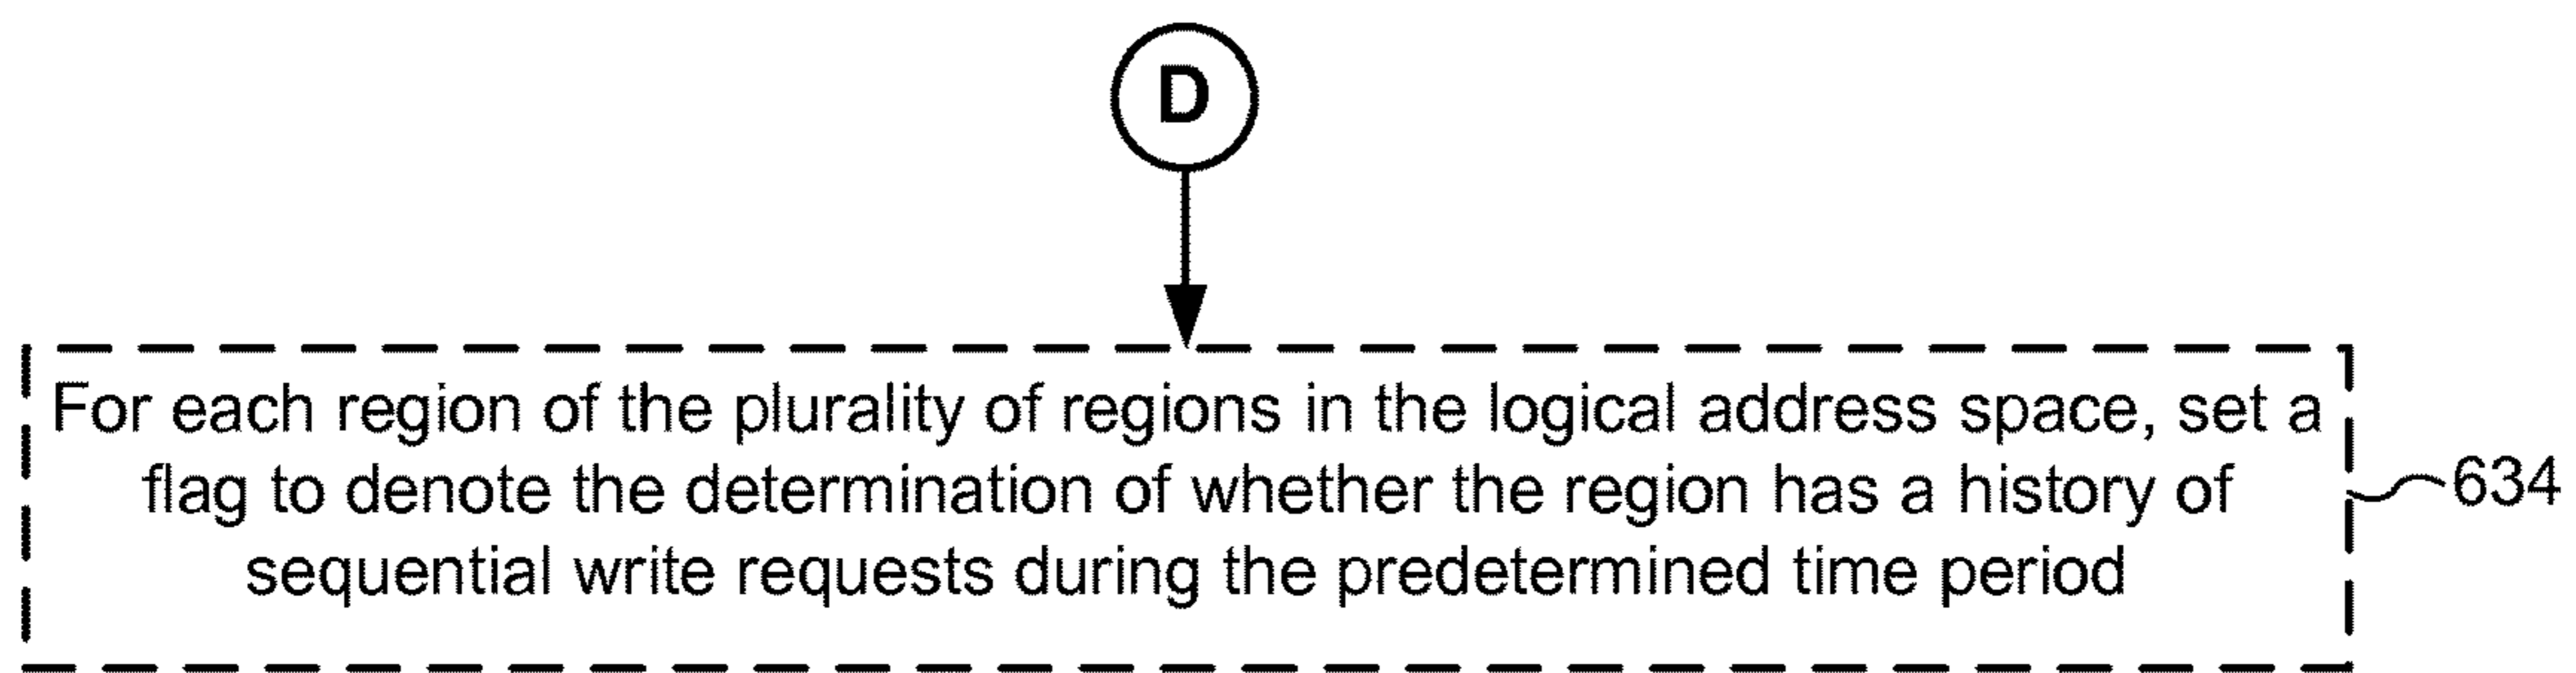 D
For each region of the plurality of regions in the logical address space, set a
flag to denote the determination of whether the region has a history of
sequential write requests during the predetermined time period
634